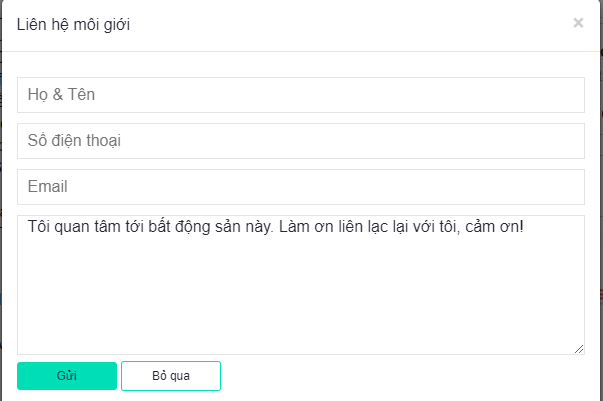 Liên hệ môi giới
×
Họ & Tên
Số điện thoại
Email
Tôi quan tâm tới bất động sản này. Làm ơn liên lạc lại với tôi, cảm ơn!
Gửi
Bỏ qua